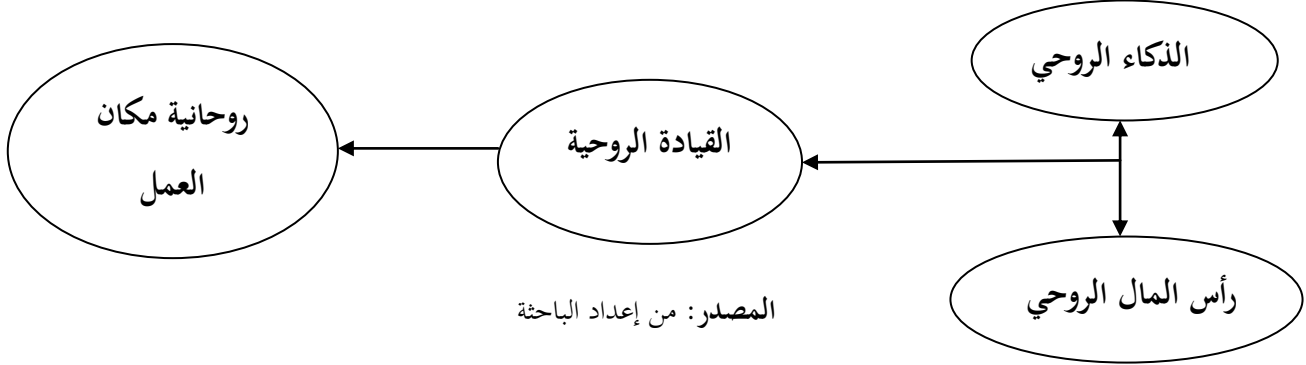 الذكاء الروحي
روحانية مكان
العمل
القيادة الروحية
رأس المال الروحي
المصدر: من إعداد الباحثة